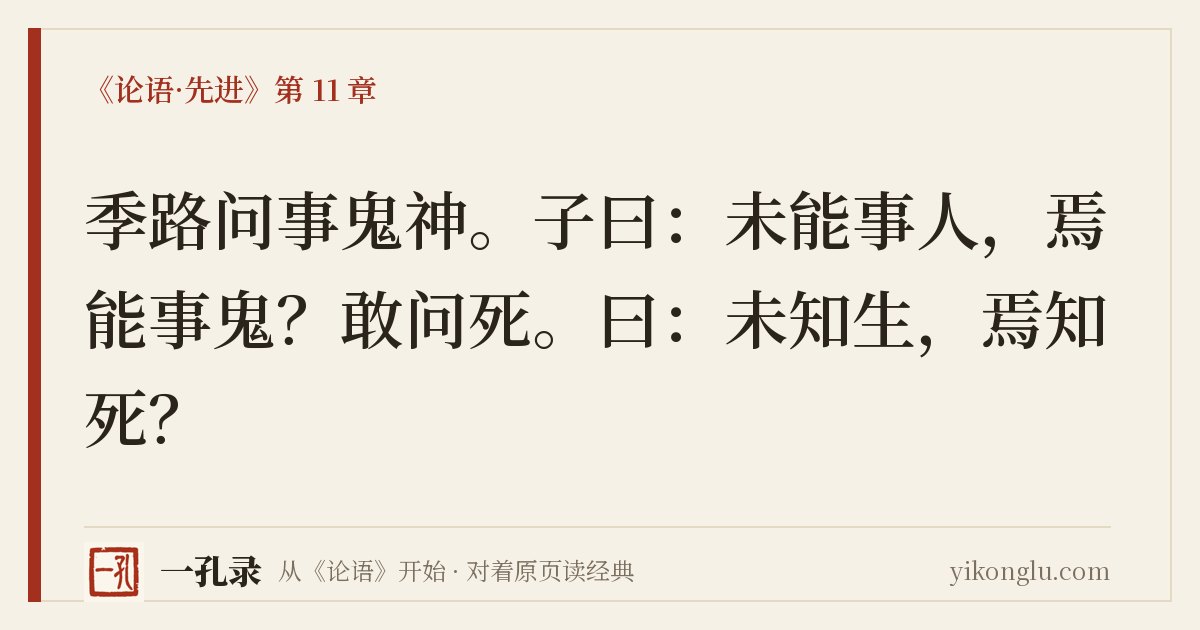 《论语·先进》第 11 章
季路问事鬼神。子曰：未能事人，焉
能事鬼？敢问死。曰：未知生，焉知
死？
一孔
一孔录 从《论语》开始 · 对着原页读经典 yikonglu.com